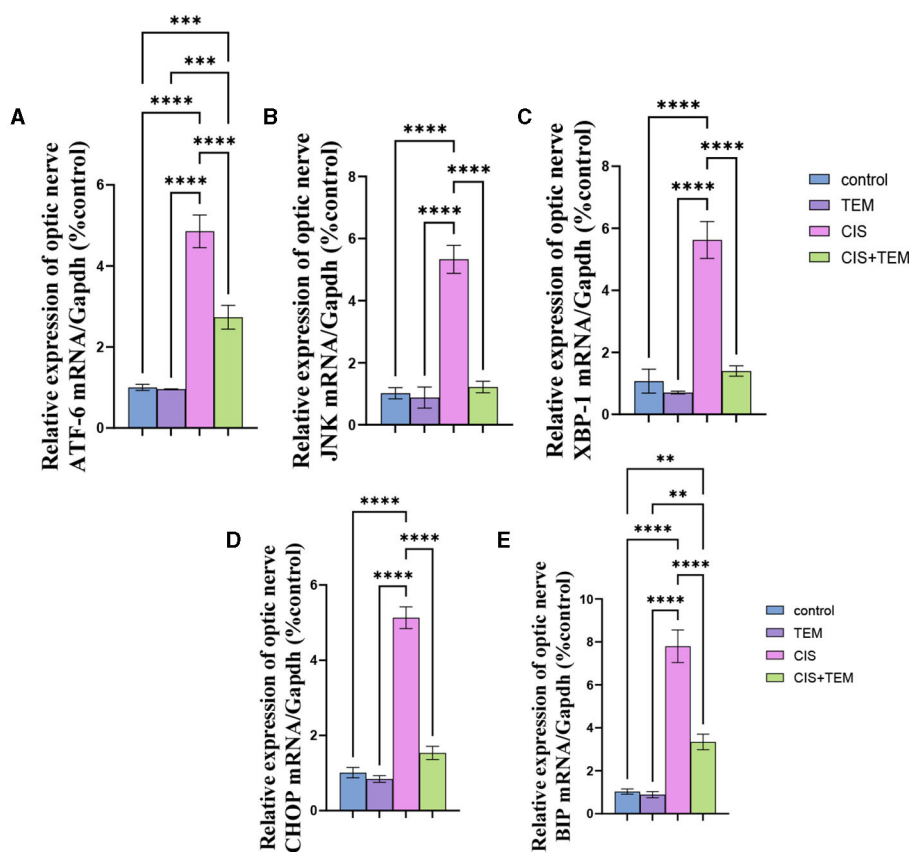 A
Relative expression of optic nerve
ATF-6 mRNA/Gapdh (%control)
6
4
2
0
***
***
****
****
****
B
Relative expression of optic nerve
JNK mRNA/Gapdh (%control)
8
6
4
2
0
****
****
****
C
Relative expression of optic nerve
XBP-1 mRNA/Gapdh (%control)
8
6
4
2
0
****
****
****
control
TEM
CIS
CIS+TEM
D
Relative expression of optic nerve
CHOP mRNA/Gapdh (%control)
6
4
2
0
****
****
****
E
Relative expression of optic nerve
BIP mRNA/Gapdh (%control)
10
8
6
4
2
0
**
**
****
****
****
control
TEM
CIS
CIS+TEM